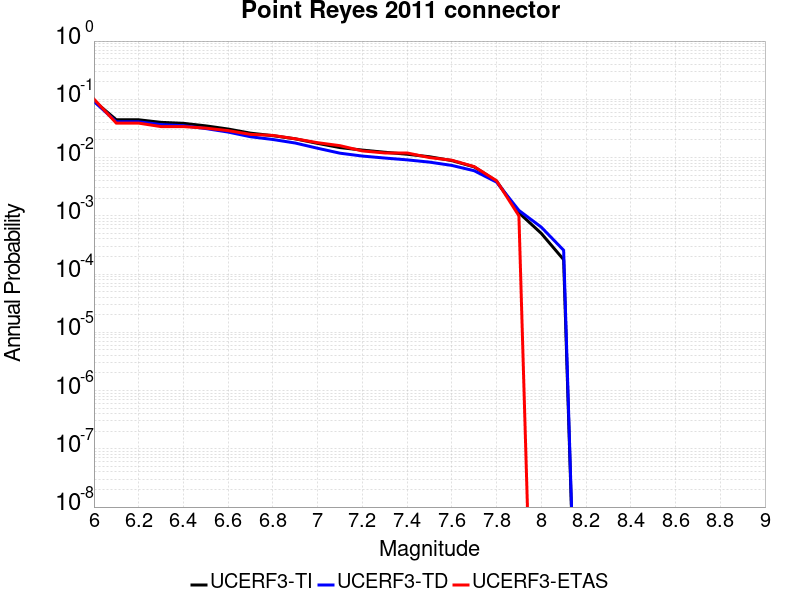 Point Reyes 2011 connector
10^0
10^-1
10^-2
10^-3
10^-4
10^-5
10^-6
10^-7
10^-8
Annual Probability
6 6.2 6.4 6.6 6.8 7 7.2 7.4 7.6 7.8 8 8.2 8.4 8.6 8.8 9
Magnitude
UCERF3-TI UCERF3-TD UCERF3-ETAS